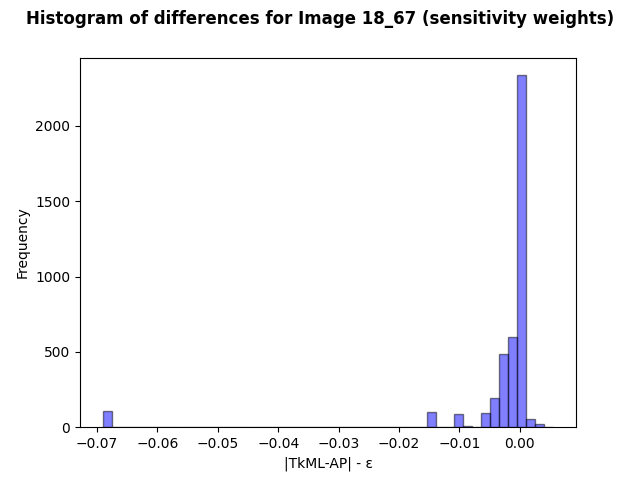 Histogram of differences for Image 18_67 (sensitivity weights)
2000
1500
1000
500
0
Frequency
−0.07 −0.06 −0.05 −0.04 −0.03 −0.02 −0.01 0.00
|TkML-AP| - ε